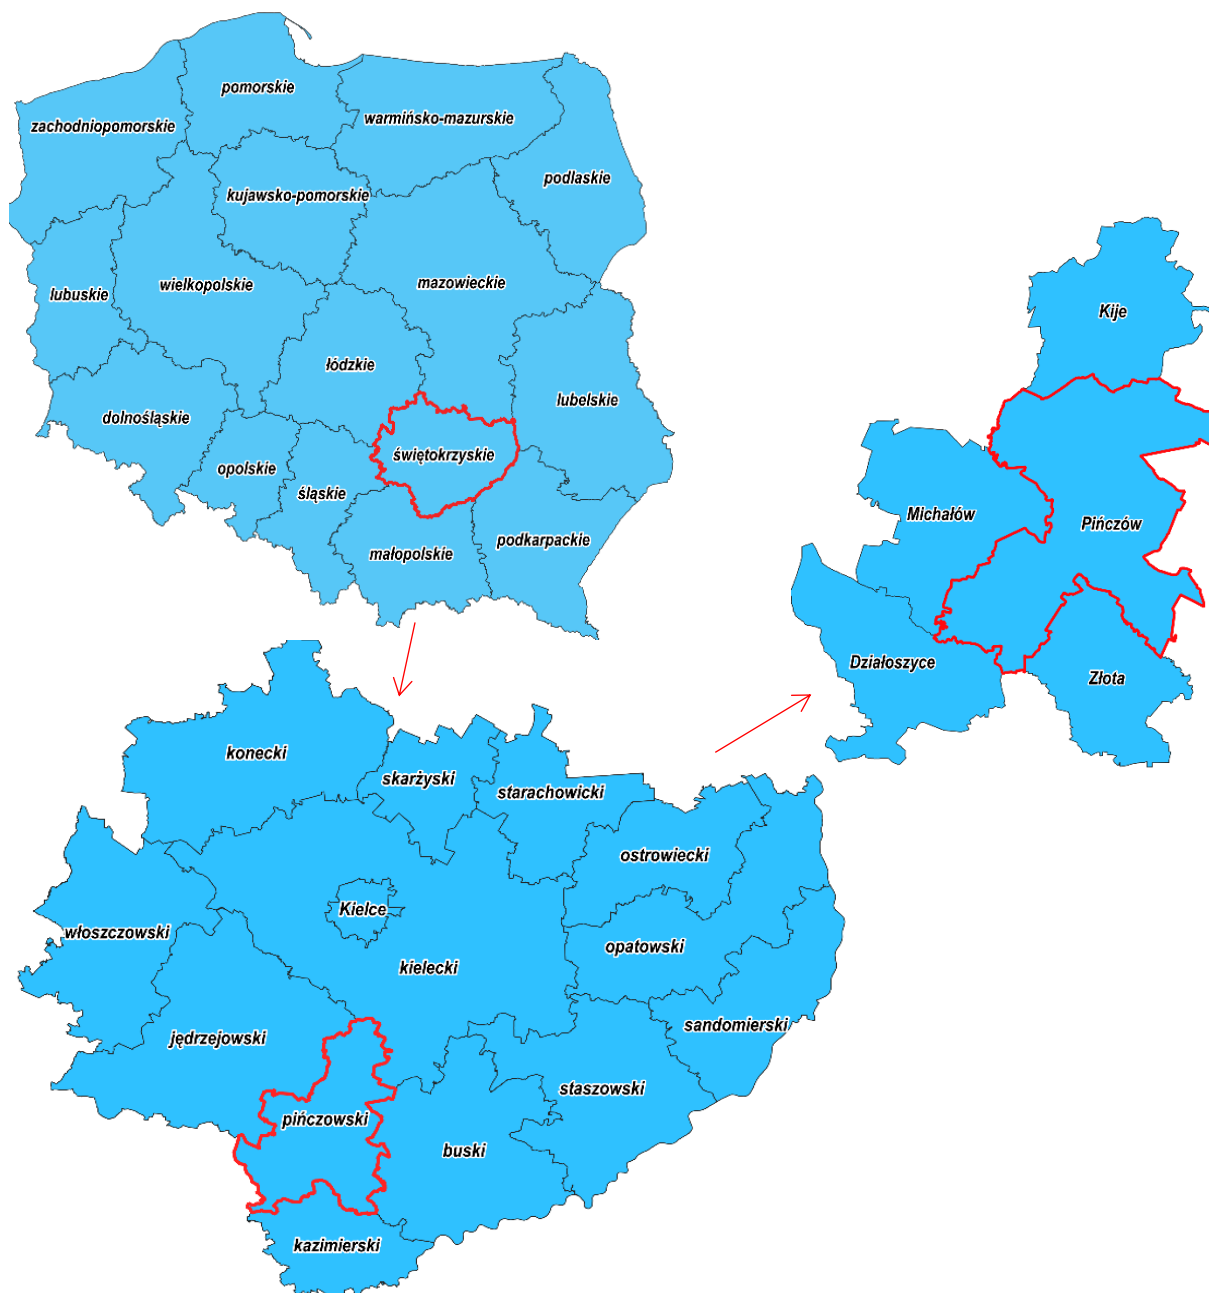 pomorskie
zachodniopomorskie
warmińsko-mazurskie
podlaskie
kujawsko-pomorskie
lubuskie
wielkopolskie
mazowieckie
łódzkie
lubelskie
dolnośląskie
świętokrzyskie
opolskie
śląskie
małopolskie
podkarpackie
Kije
Michałów
Pińczów
Działoszyce
Złota
konecki
skarżyski
starachowicki
ostrowiecki
Kielce
włoszczowski
opatowski
kielecki
sandomierski
jędrzejowski
staszowski
pińczowski
buski
kazimierski